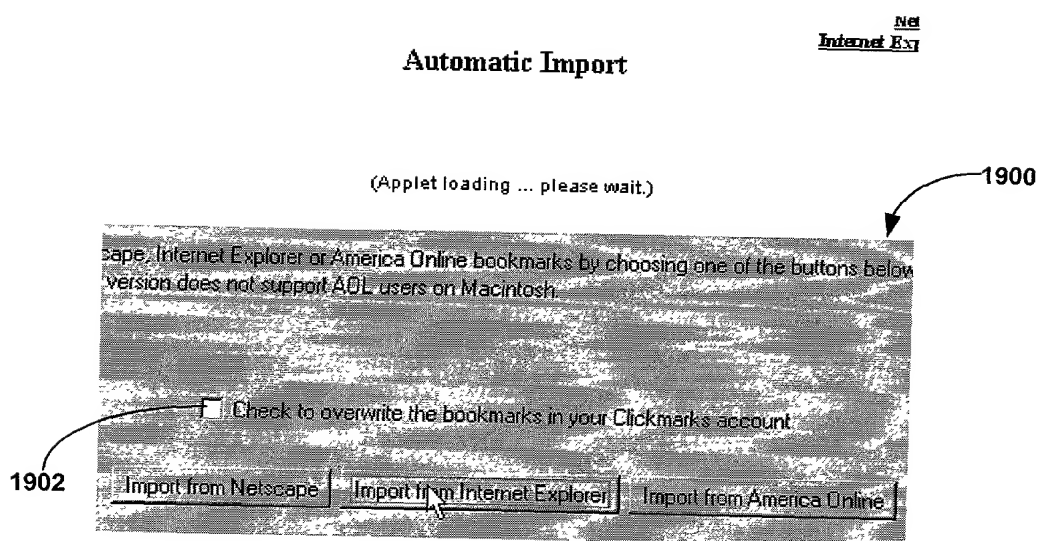 Net
Internet Exp
Automatic Import
(Applet loading ... please wait.)
1900
scape, Internet Explorer or America Online bookmarks by choosing one of the buttons below
version does not support AOL users on Macintosh.
Check to overwrite the bookmarks in your Clickmarks account
1902
Import from Netscape Import from Internet Explorer Import from America Online